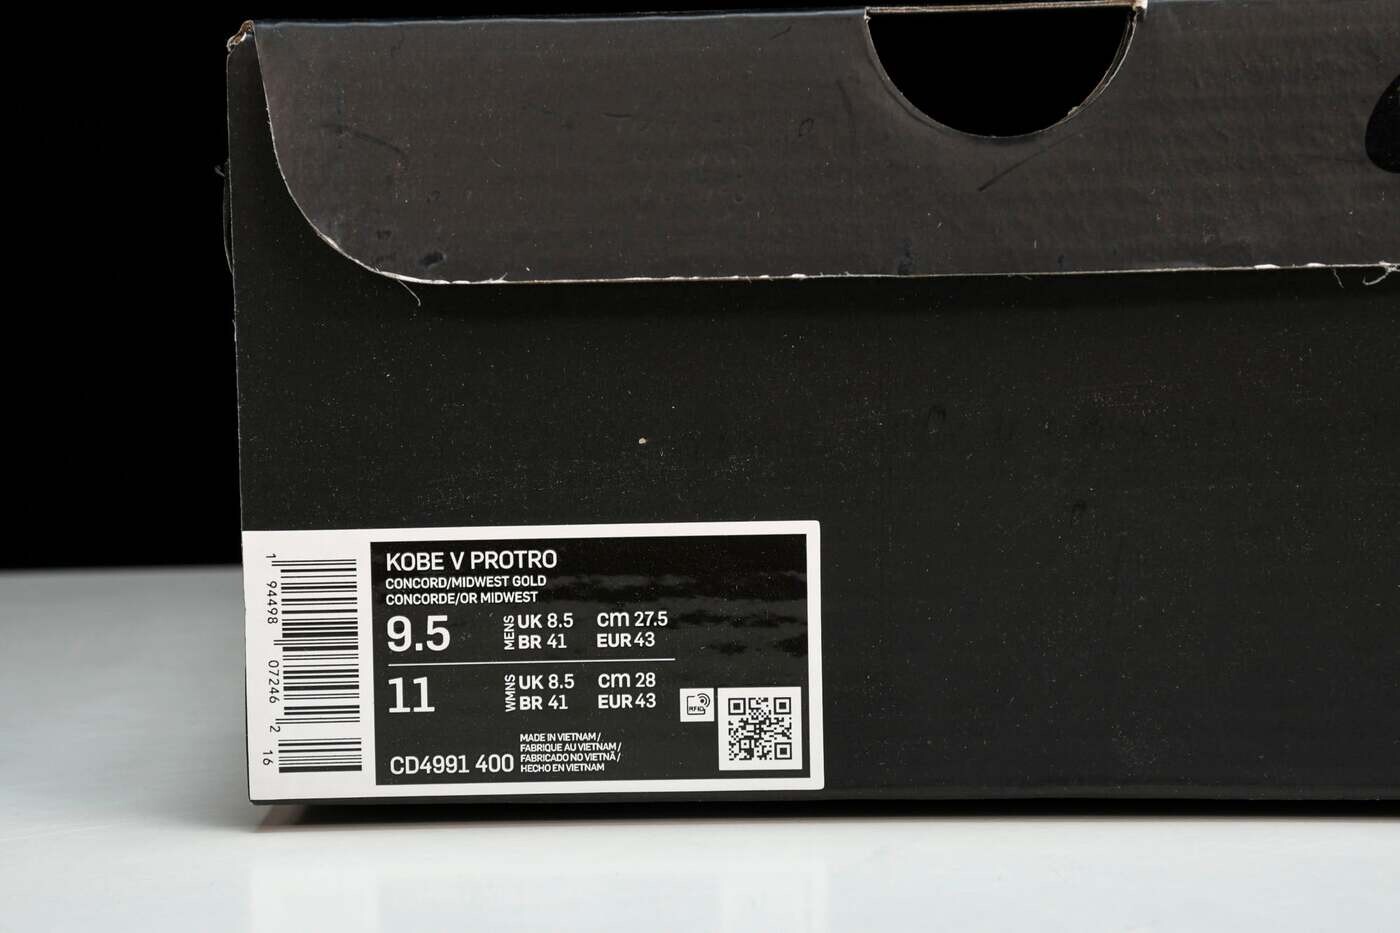 KOBE V PROTRO
CONCORD/MIDWEST GOLD
CONCORDE/OR MIDWEST
9.5 MENS UK 8.5 cm 27.5
BR 41 EUR 43
11 WMNS UK 8.5 cm 28
BR 41 EUR 43
RFID
CD4991 400
MADE IN VIETNAM /
FABRIQUE AU VIETNAM /
FABRICADO NO VIETNÃ /
HECHO EN VIETNAM
1 94498 07246 2 16